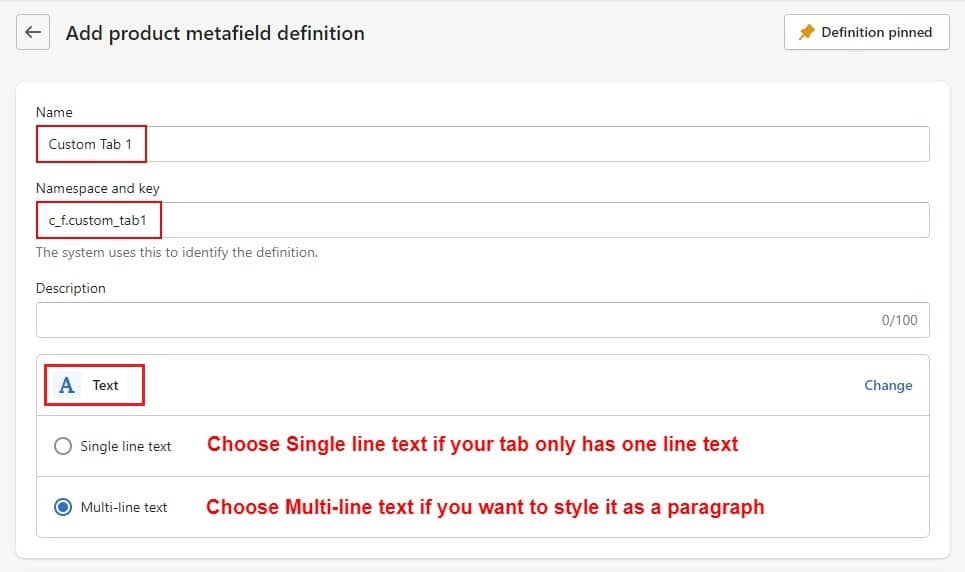 Add product metafield definition
Definition pinned
Name
Custom Tab 1
Namespace and key
c_f.custom_tab1
The system uses this to identify the definition.
Description
0/100
A Text
Change
Single line text
Choose Single line text if your tab only has one line text
Multi-line text
Choose Multi-line text if you want to style it as a paragraph